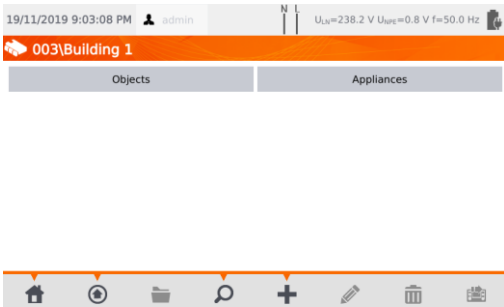 19/11/2019 9:03:08 PM admin N L ULN=238.2 V UNPE=0.8 V f=50.0 Hz
003\Building 1
Objects Appliances